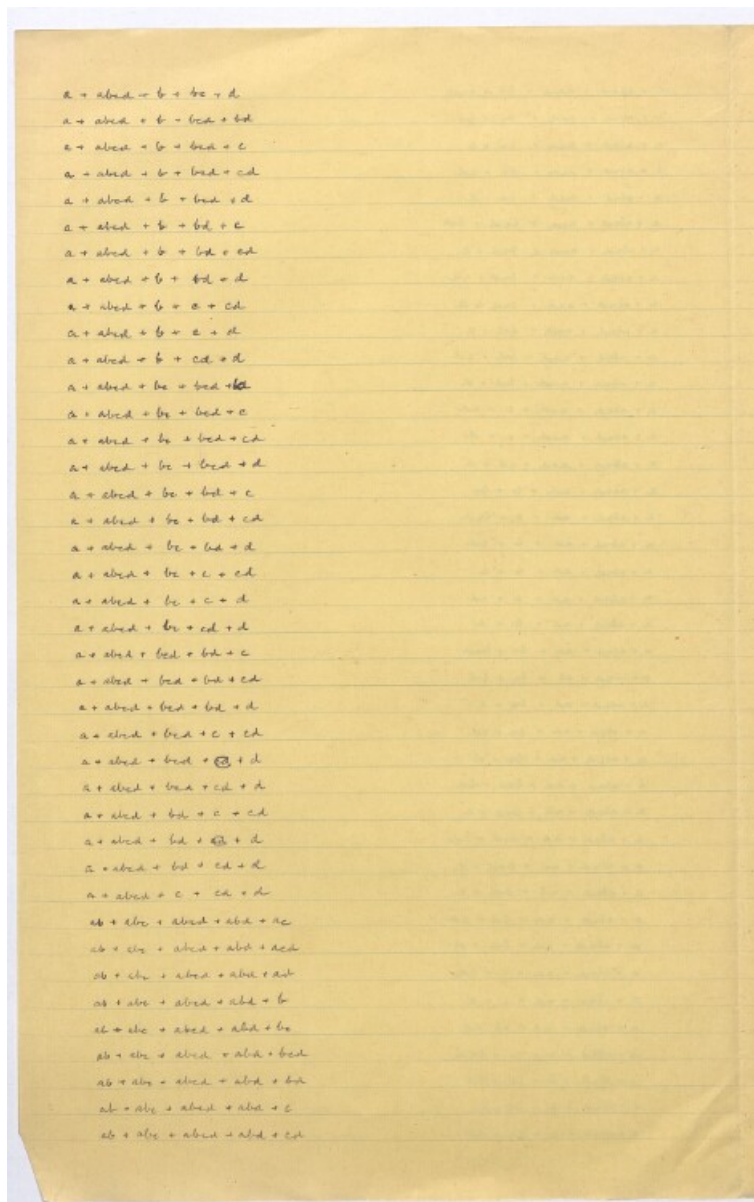 a + abcd + b + bc + d
a + abcd + b + bcd + bd
a + abcd + b + bcd + c
a + abcd + b + bcd + cd
a + abcd + b + bcd + d
a + abcd + b + bd + c
a + abcd + b + bd + cd
a + abcd + b + bd + d
a + abcd + b + c + cd
a + abcd + b + c + d
a + abcd + b + cd + d
a + abcd + bc + bcd +
a + abcd + bc + bcd + c
a + abcd + bc + bcd + cd
a + abcd + bc + bcd + d
a + abcd + bc + bd + c
a + abcd + bc + bd + cd
a + abcd + bc + bd + d
a + abcd + bc + c + cd
a + abcd + bc + c + d
a + abcd + bc + cd + d
a + abcd + bcd + bd + c
a + abcd + bcd + bd + cd
a + abcd + bcd + bd + d
a + abcd + bcd + c + cd
a + abcd + bcd + + d
a + abcd + bcd + cd + d
a + abcd + bd + c + cd
a + abcd + bd + + d
a + abcd + bd + cd + d
a + abcd + c + cd + d
ab + abc + abcd + abd + ac
ab + abc + abcd + abd + acd
ab + abc + abcd + abd + ad
ab + abc + abcd + abd + b
ab + abc + abcd + abd + bc
ab + abc + abcd + abd + bcd
ab + abc + abcd + abd + bd
ab + abc + abcd + abd + c
ab + abc + abcd + abd + cd